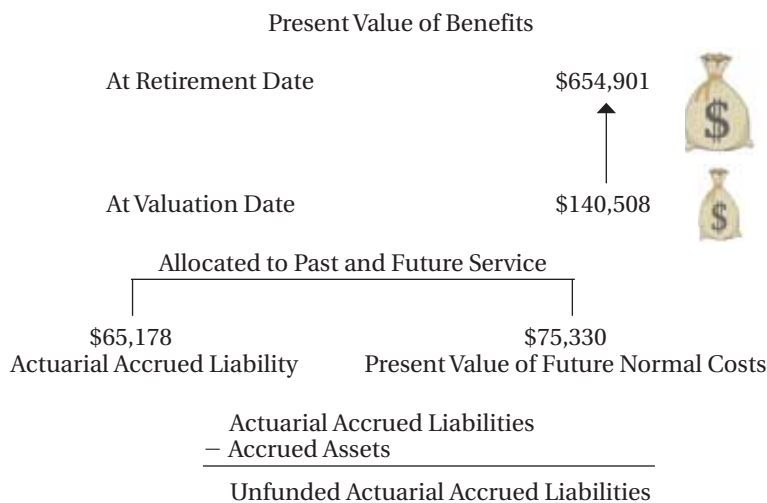 Present Value of Benefits
At Retirement Date $654,901
$
At Valuation Date $140,508
$
Allocated to Past and Future Service
$65,178 $75,330
Actuarial Accrued Liability Present Value of Future Normal Costs
Actuarial Accrued Liabilities
− Accrued Assets
Unfunded Actuarial Accrued Liabilities